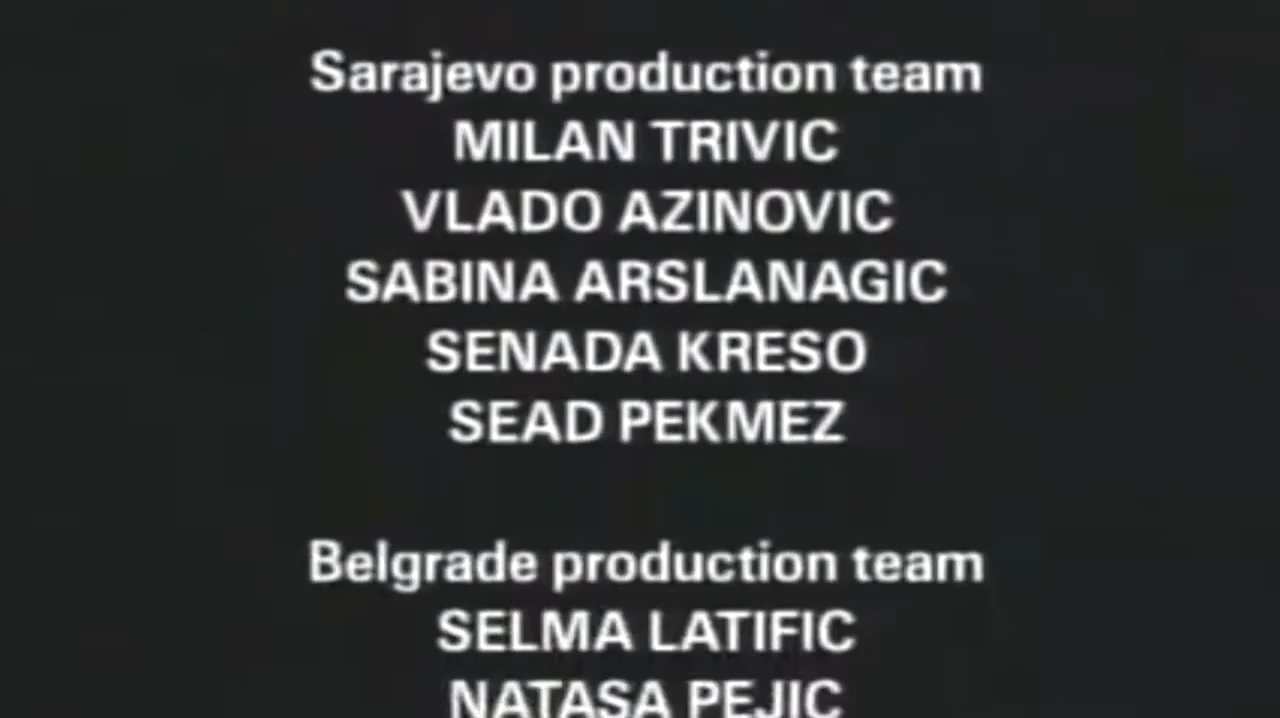 Sarajevo production team
MILAN TRIVIC
VLADO AZINOVIC
SABINA ARSLANAGIC
SENADA KRESO
SEAD PEKMEZ
Belgrade production team
SELMA LATIFIC
NATASA PEJIC